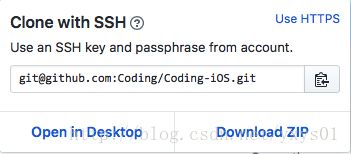 Clone with SSH ?
Use HTTPS
Use an SSH key and passphrase from account.
git@github.com:Coding/Coding-iOS.git
Open in Desktop
Download ZIP